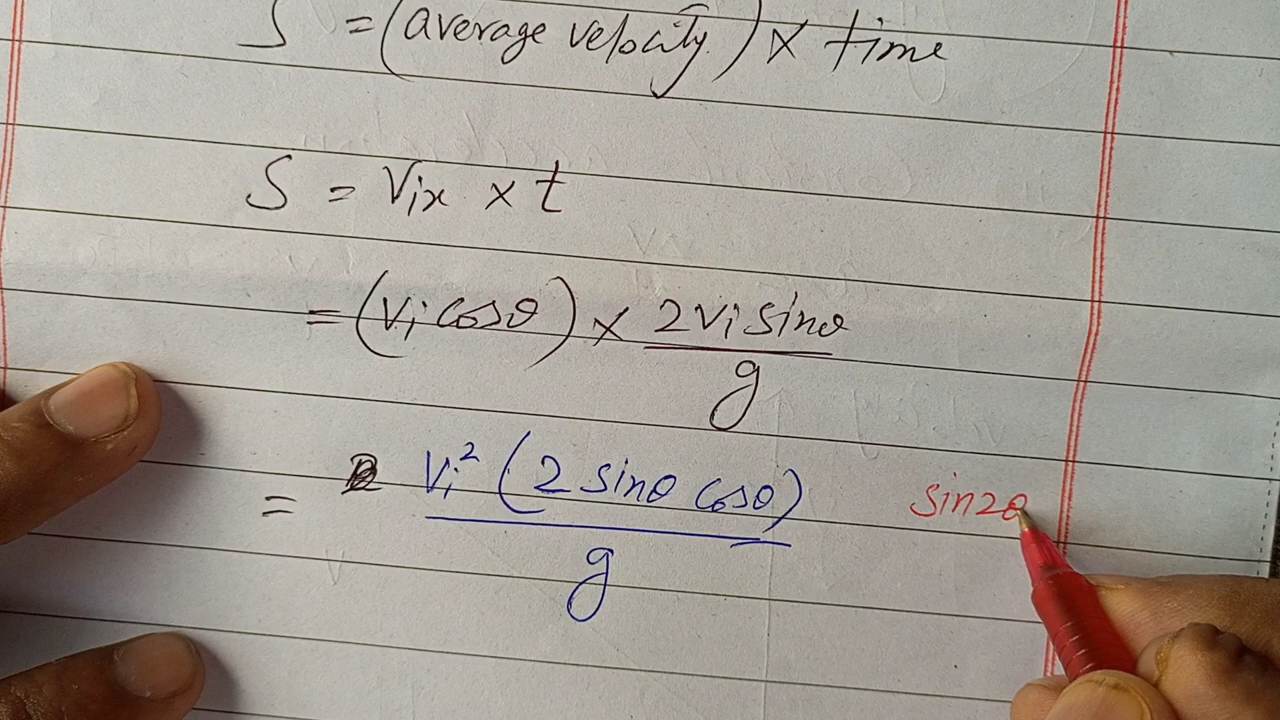 S = (average velocity) × time
S = Vix × t
= (Vi cosθ) × 2Vi sinθ / g
= Vi² (2 sinθ cosθ) / g
sin2θ